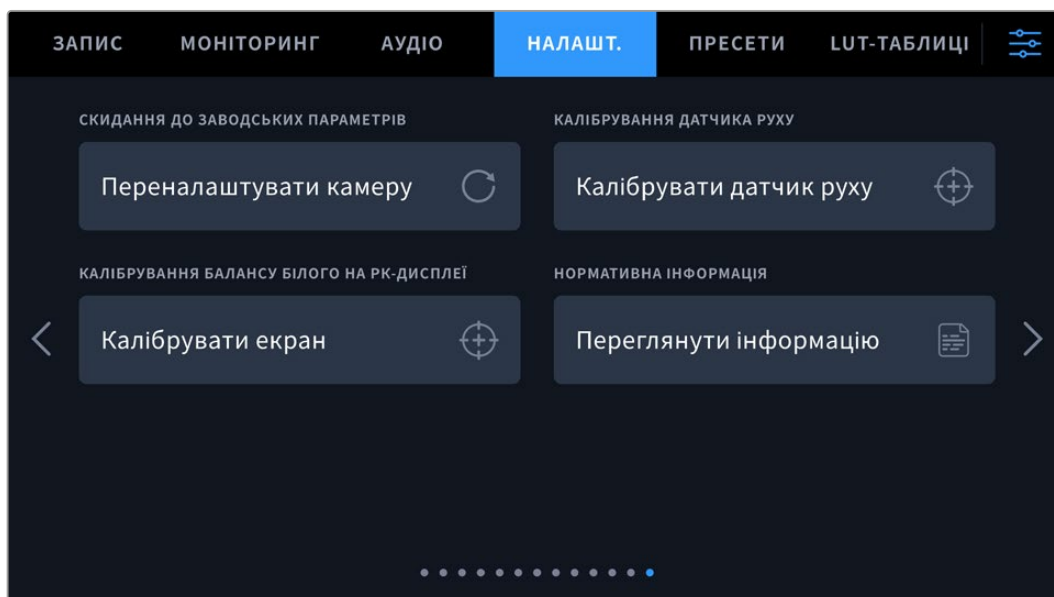 ЗАПИС МОНІТОРИНГ АУДІО НАЛАШТ. ПРЕСЕТИ LUT-ТАБЛИЦІ
СКИДАННЯ ДО ЗАВОДСЬКИХ ПАРАМЕТРІВ
Переналаштувати камеру
КАЛІБРУВАННЯ ДАТЧИКА РУХУ
Калібрувати датчик руху
КАЛІБРУВАННЯ БАЛАНСУ БІЛОГО НА РК-ДИСПЛЕЇ
Калібрувати екран
НОРМАТИВНА ІНФОРМАЦІЯ
Переглянути інформацію